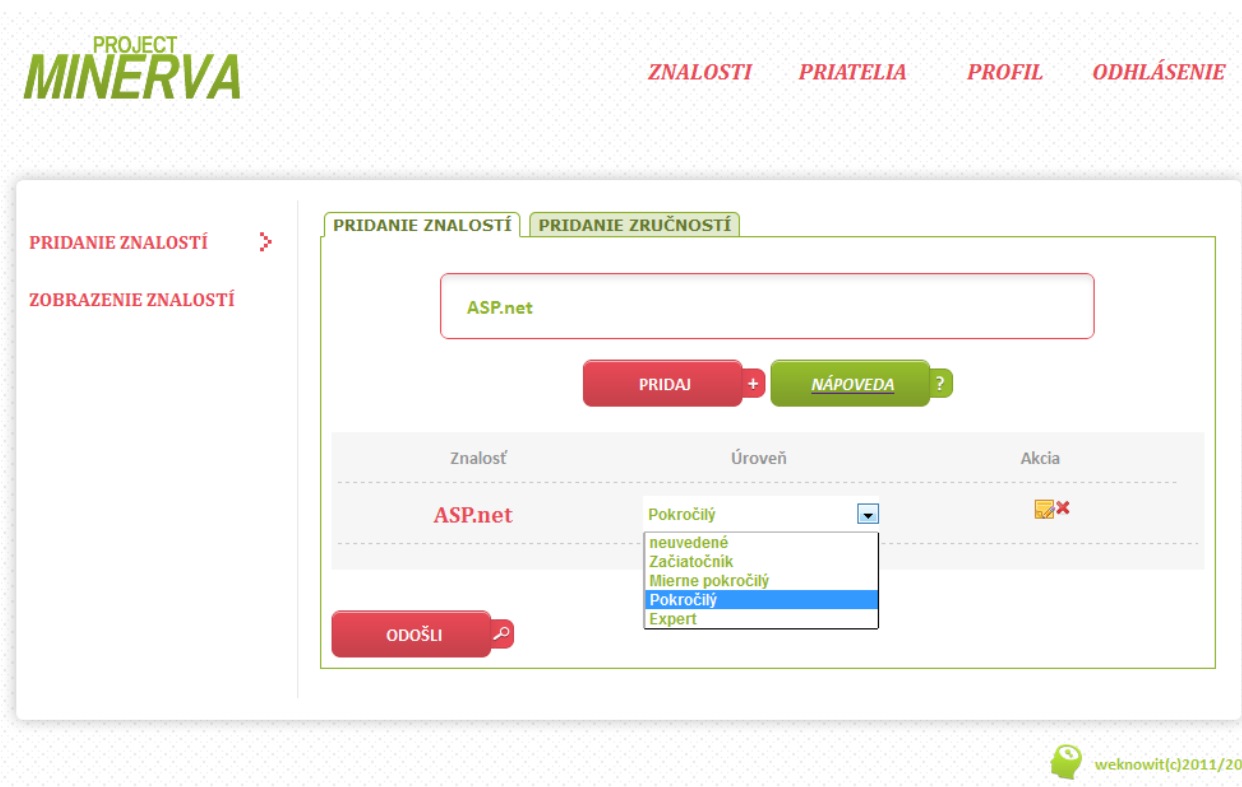 PROJECT
MINERVA
ZNALOSTI PRIATELIA PROFIL ODHLÁSENIE
PRIDANIE ZNALOSTÍ
ZOBRAZENIE ZNALOSTÍ
PRIDANIE ZNALOSTÍ PRIDANIE ZRUČNOSTÍ
ASP.net
PRIDAJ + NÁPOVEDA ?
Znalosť Úroveň Akcia
ASP.net Pokročilý
neuvedené
Začiatočník
Mierne pokročilý
Pokročilý
Expert
ODOŠLI
weknowit(c)2011/20